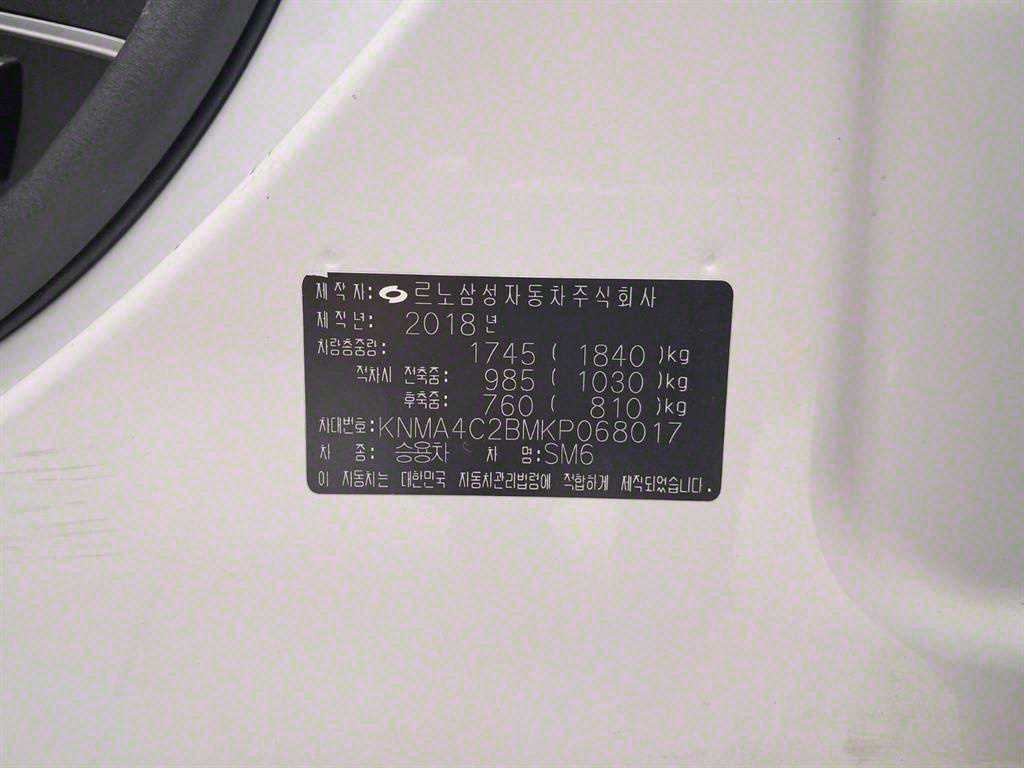 제 작 자: 르노삼성자동차주식회사
제 작 년: 2018년
차량총중량: 1745 ( 1840 )kg
적차시 전축중: 985 ( 1030 )kg
후축중: 760 ( 810 )kg
차대번호:KNMA4C2BMKP068017
차 종: 승용차 차 명:SM6
이 자동차는 대한민국 자동차관리법령에 적합하게 제작되었습니다.